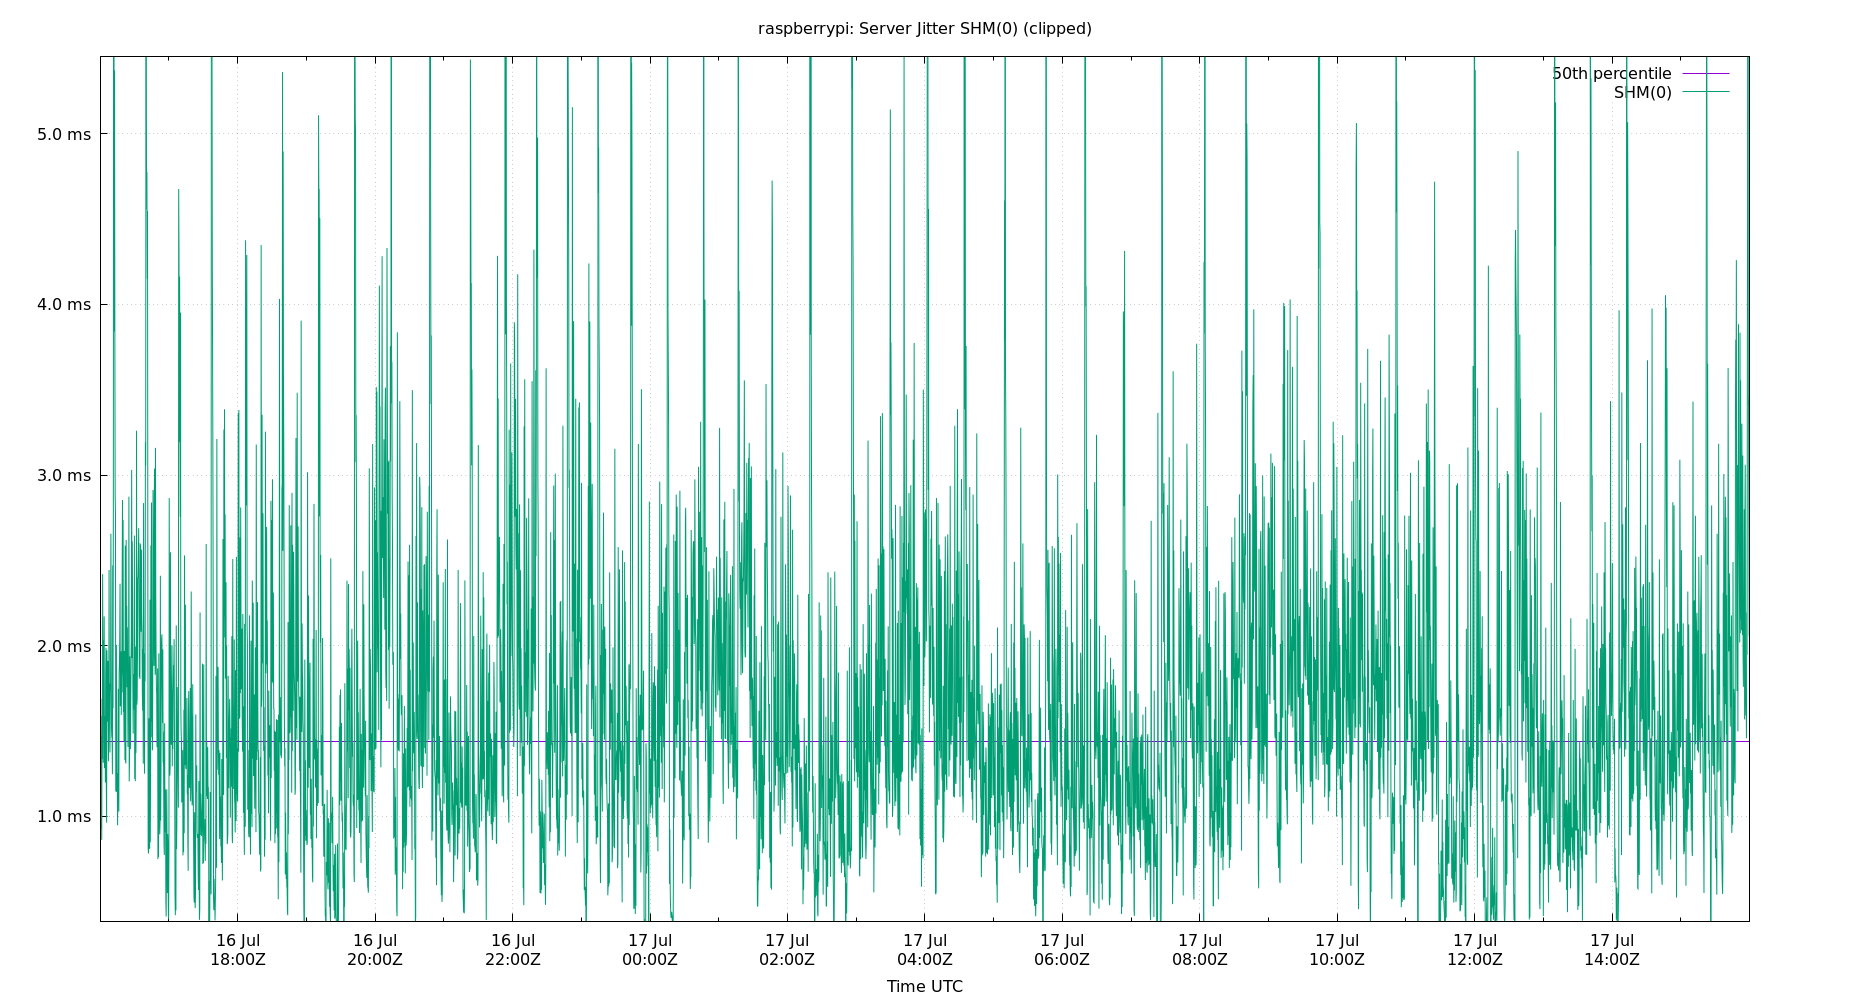 raspberrypi: Server Jitter SHM(0) (clipped)
50th percentile
SHM(0)
5.0 ms
4.0 ms
3.0 ms
2.0 ms
1.0 ms
16 Jul 16 Jul 16 Jul 17 Jul 17 Jul 17 Jul 17 Jul 17 Jul 17 Jul 17 Jul 17 Jul
18:00Z 20:00Z 22:00Z 00:00Z 02:00Z 04:00Z 06:00Z 08:00Z 10:00Z 12:00Z 14:00Z
Time UTC